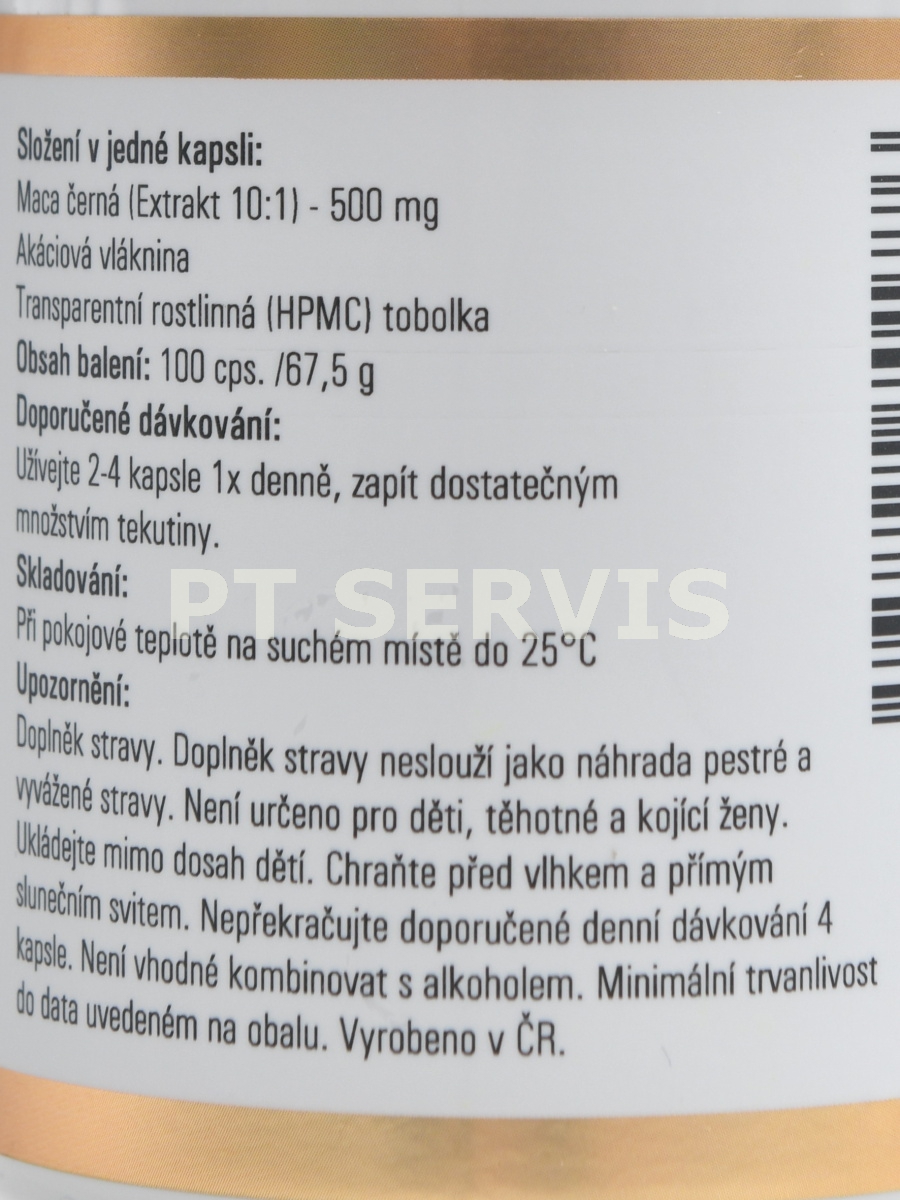 Složení v jedné kapsli:
Maca černá (Extrakt 10:1) - 500 mg
Akáciová vláknina
Transparentní rostlinná (HPMC) tobolka
Obsah balení: 100 cps. /67,5 g
Doporučené dávkování:
Užívejte 2-4 kapsle 1x denně, zapít dostatečným
množstvím tekutiny.
Skladování:
PT SERVIS
Při pokojové teplotě na suchém místě do 25°C
Upozornění:
Doplněk stravy. Doplněk stravy neslouží jako náhrada pestré a
vyvážené stravy. Není určeno pro děti, těhotné a kojící ženy.
Ukládejte mimo dosah dětí. Chraňte před vlhkem a přímým
slunečním svitem. Nepřekračujte doporučené denní dávkování 4
kapsle. Není vhodné kombinovat s alkoholem. Minimální trvanlivost
do data uvedeném na obalu. Vyrobeno v ČR.